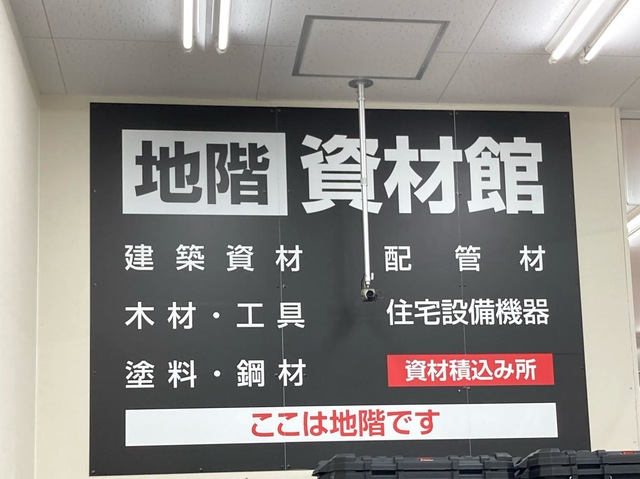 地階 資材館
建築資材 配管材
木材・工具 住宅設備機器
塗料・鋼材 資材積込み所
ここは地階です